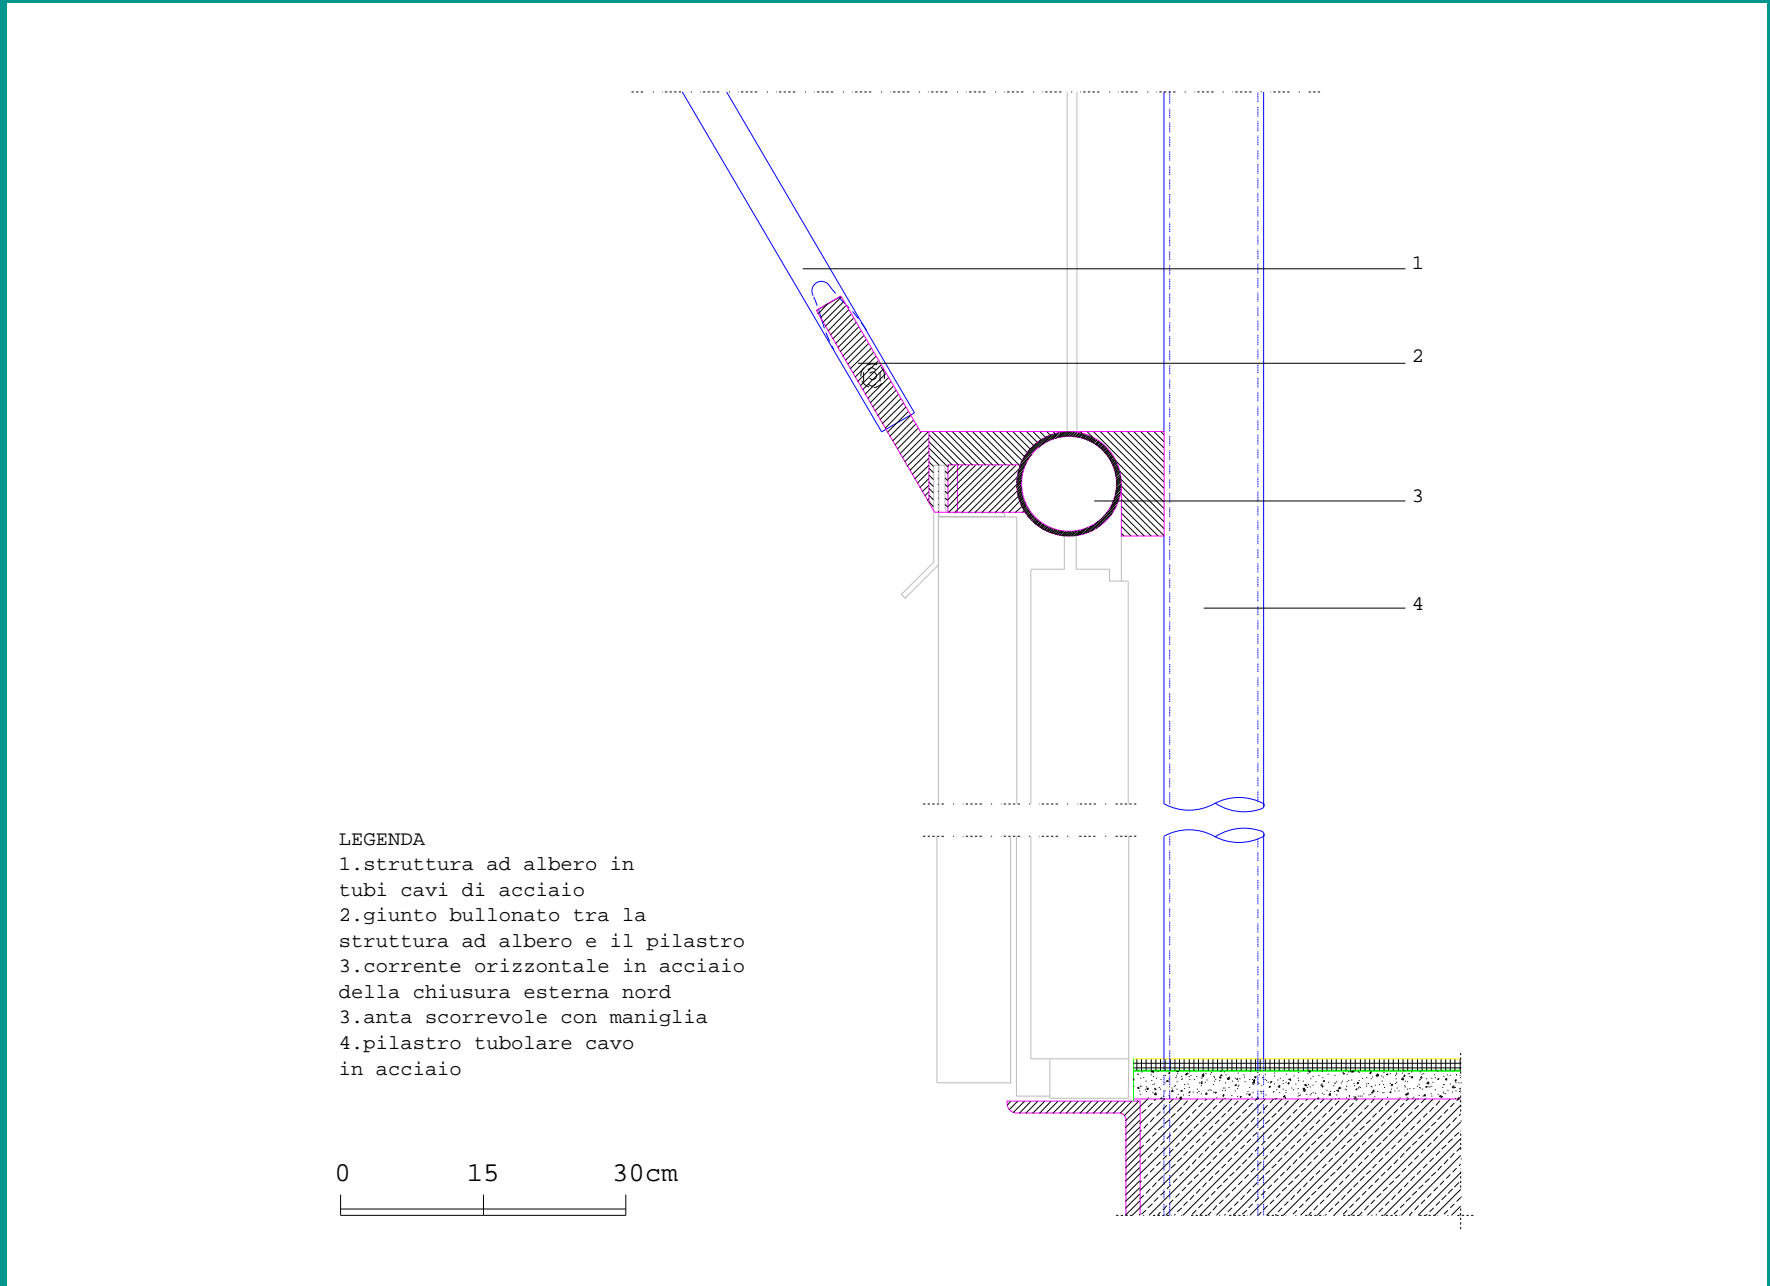 1
2
3
4
LEGENDA
1.struttura ad albero in
tubi cavi di acciaio
2.giunto bullonato tra la
struttura ad albero e il pilastro
3.corrente orizzontale in acciaio
della chiusura esterna nord
3.anta scorrevole con maniglia
4.pilastro tubolare cavo
in acciaio
0 15 30cm